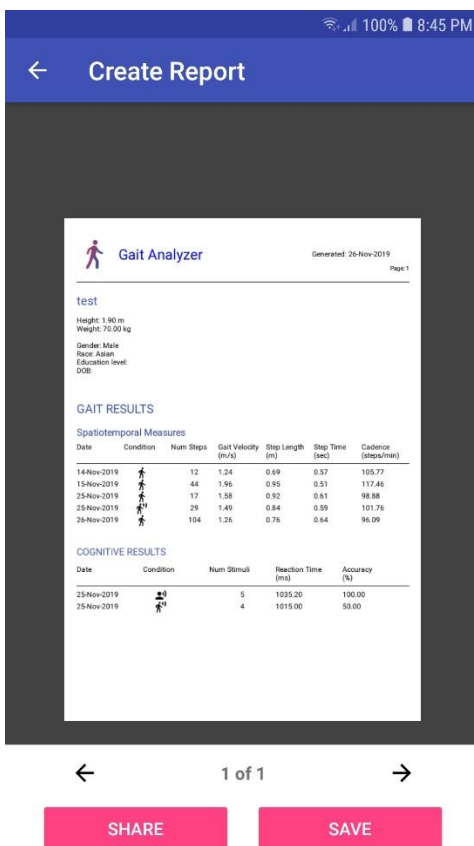 100% 8:45 PM
Create Report
Gait Analyzer
Generated: 26-Nov-2019
Page:1
test
Height: 1.90 m
Weight: 70.00 kg
Gender: Male
Race: Asian
Education level:
DOB:
GAIT RESULTS
Spatiotemporal Measures
Date Condition Num Steps Gait Velocity (m/s) Step Length (m) Step Time (sec) Cadence (steps/min)
14-Nov-2019 12 1.24 0.69 0.57 105.77
15-Nov-2019 44 1.96 0.95 0.51 117.46
25-Nov-2019 17 1.58 0.92 0.61 98.88
25-Nov-2019 29 1.49 0.84 0.59 101.76
26-Nov-2019 104 1.26 0.76 0.64 96.09
COGNITIVE RESULTS
Date Condition Num Stimuli Reaction Time (ms) Accuracy (%)
25-Nov-2019 5 1035.20 100.00
25-Nov-2019 4 1015.00 50.00
1 of 1
SHARE SAVE